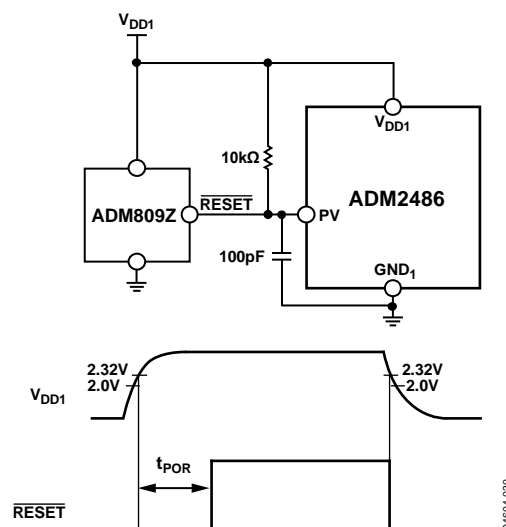 VDD1
VDD1
10kΩ
ADM2486
ADM809Z
RESET
PV
100pF
GND1
2.32V
2.0V
2.32V
2.0V
VDD1
tPOR
RESET